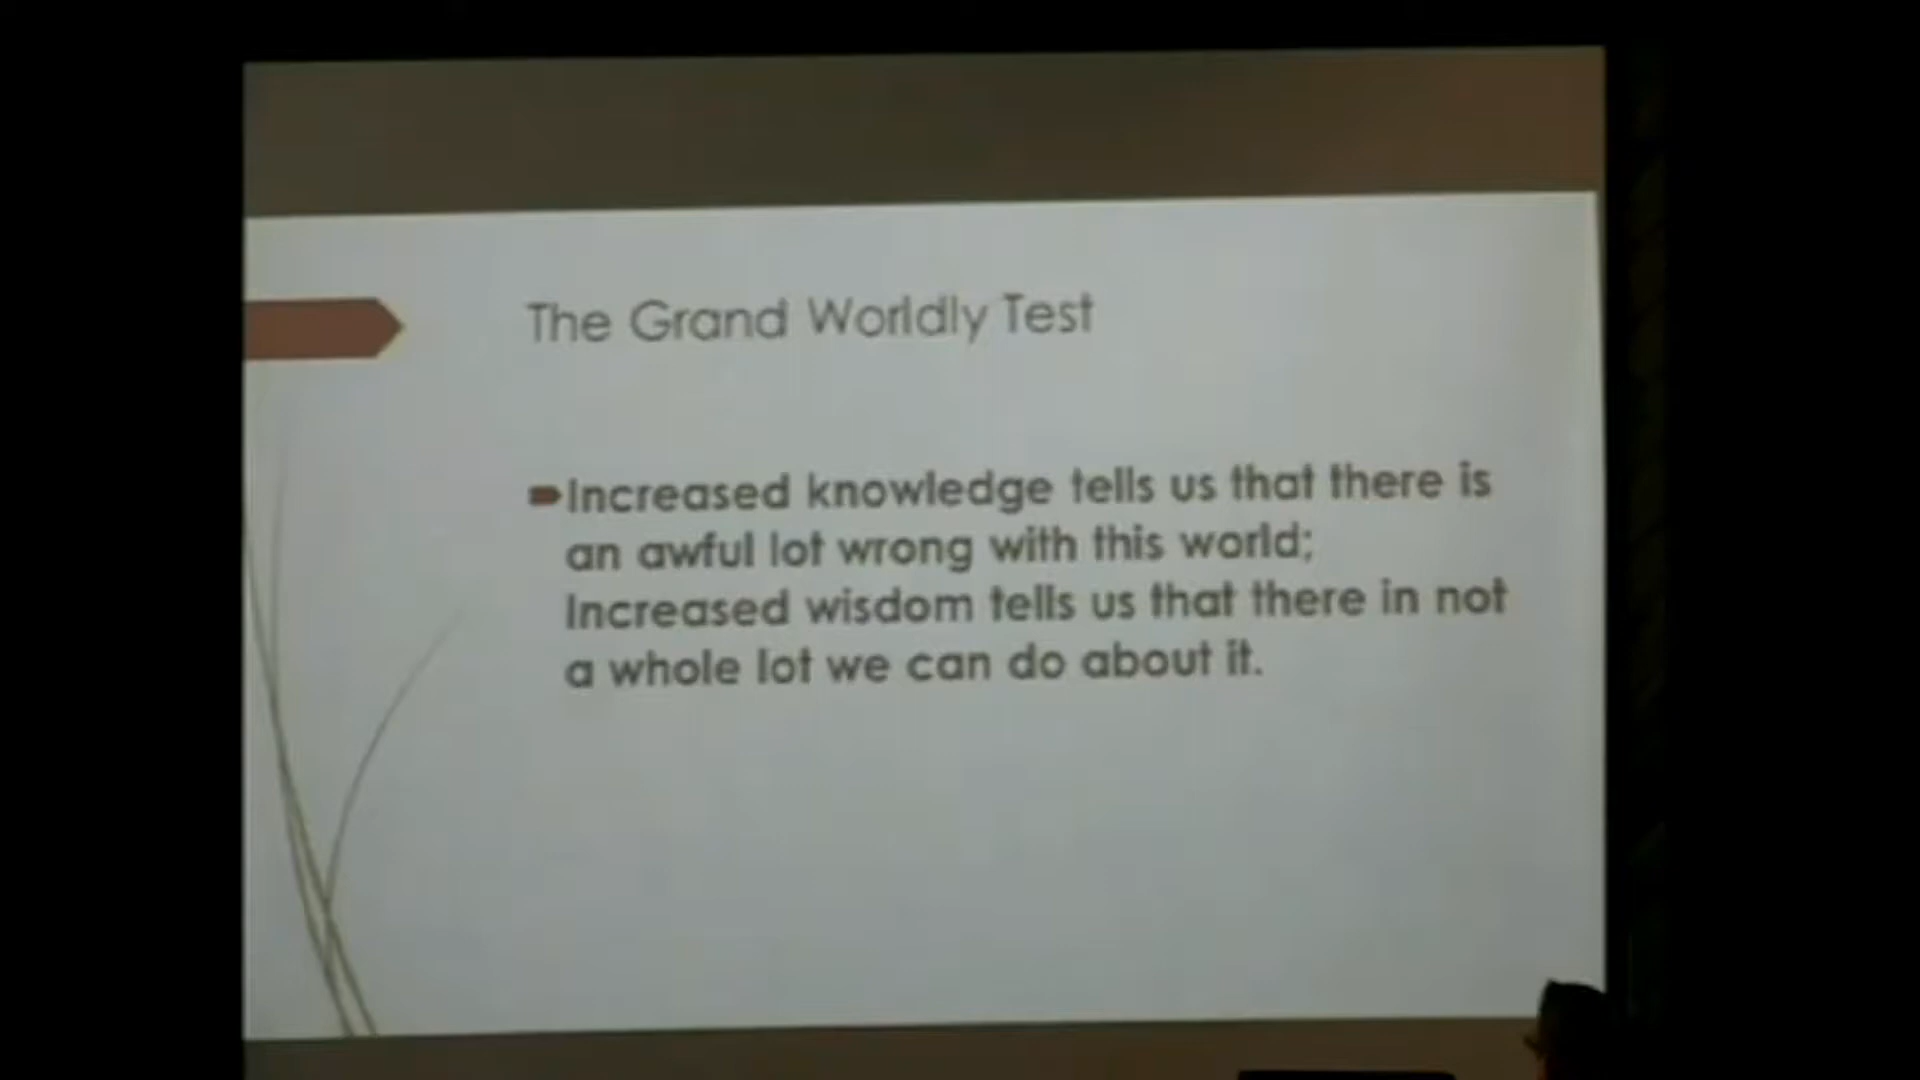 The Grand Worldly Test
Increased knowledge tells us that there is
an awful lot wrong with this world;
Increased wisdom tells us that there in not
a whole lot we can do about it.